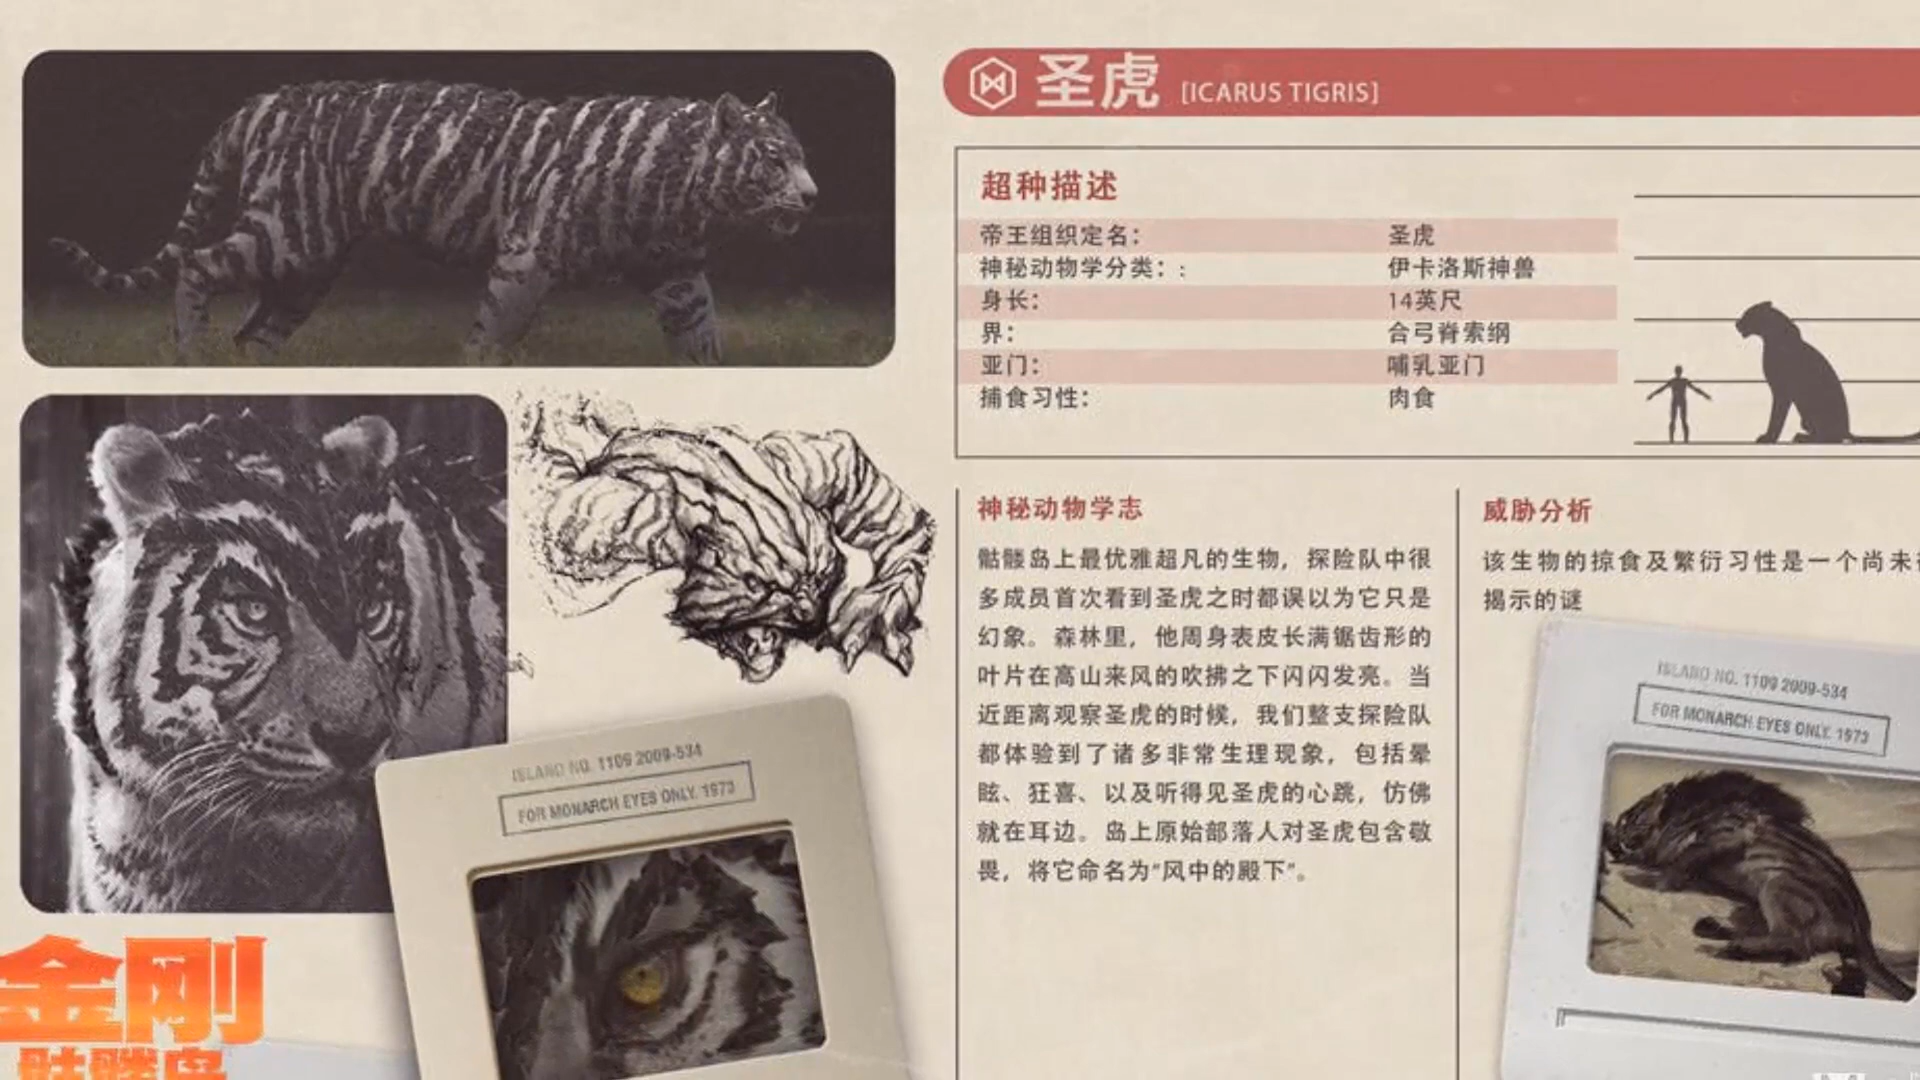 圣虎 [ICARUS TIGRIS]
超种描述
帝王组织定名： 圣虎
神秘动物学分类：： 伊卡洛斯神兽
身长： 14英尺
界： 合弓脊索纲
亚门： 哺乳亚门
捕食习性： 肉食
神秘动物学志
骷髅岛上最优雅超凡的生物，探险队中很
多成员首次看到圣虎之时都误以为它只是
幻象。森林里，他周身表皮长满锯齿形的
叶片在高山来风的吹拂之下闪闪发亮。当
近距离观察圣虎的时候，我们整支探险队
都体验到了诸多非常生理现象，包括晕
眩、狂喜、以及听得见圣虎的心跳，仿佛
就在耳边。岛上原始部落人对圣虎包含敬
畏，将它命名为“风中的殿下”。
威胁分析
该生物的掠食及繁衍习性是一个尚未
揭示的谜
ISLAND NO. 1109 2009-534
FOR MONARCH EYES ONLY. 1973
ISLAND NO. 1109 2009-534
FOR MONARCH EYES ONLY. 1973
金刚
骷髅岛